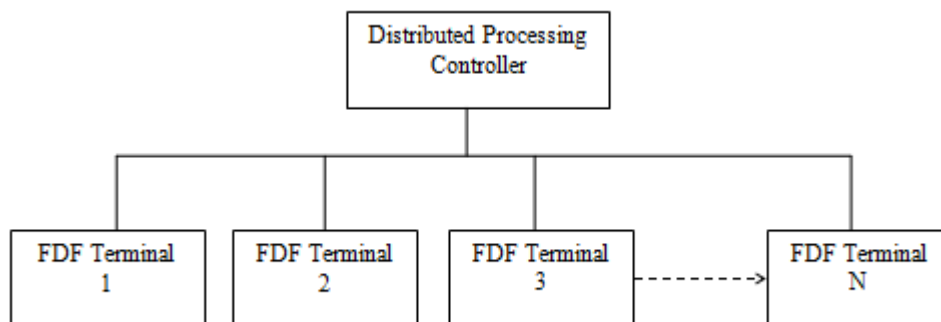 Distributed Processing
Controller
FDF Terminal
1
FDF Terminal
2
FDF Terminal
3
FDF Terminal
N